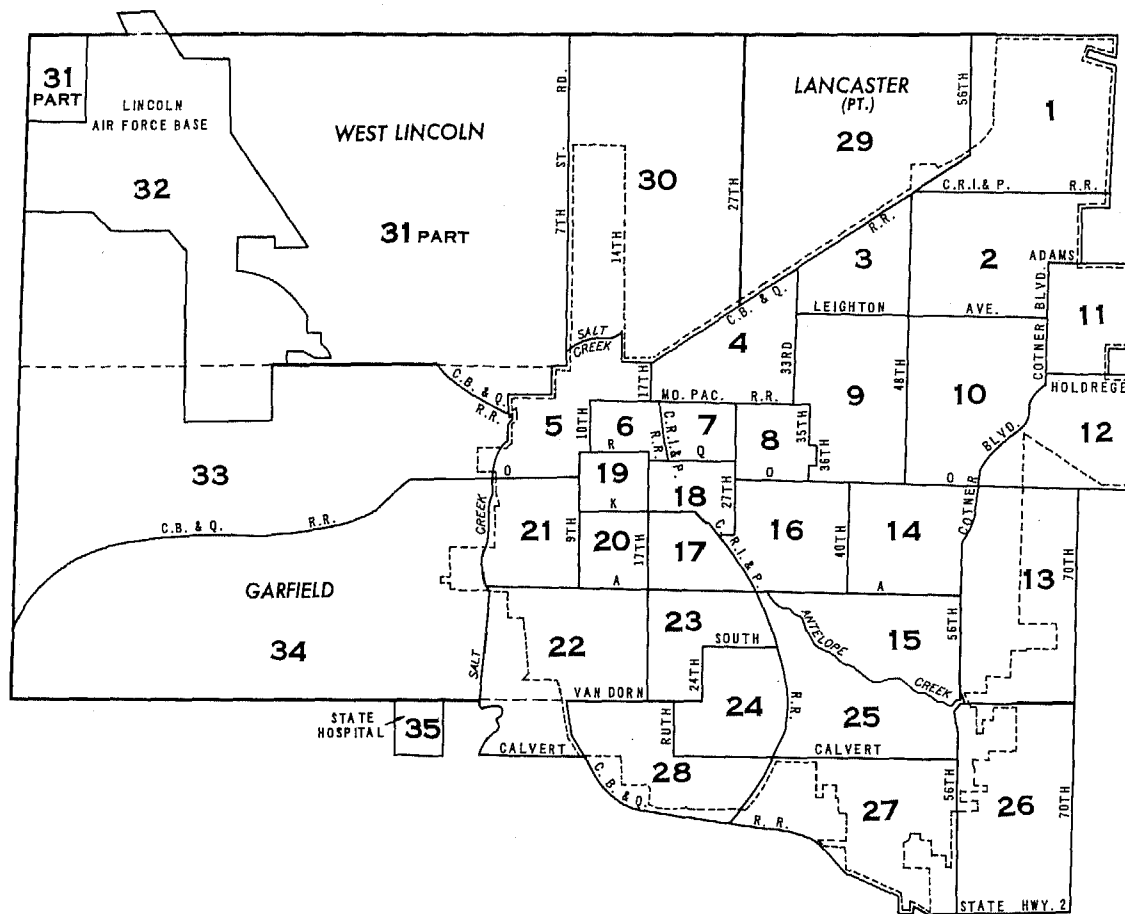 31
PART
LINCOLN
AIR FORCE BASE
32
WEST LINCOLN
31 PART
7TH ST. RD.
14TH
30
27TH
LANCASTER
(PT.)
29
56TH
1
C.R.I.& P. R.R.
C.B. & Q. R.R.
3
2
ADAMS
LEIGHTON AVE.
COTNER BLVD.
11
SALT
CREEK
4
33RD
48TH
9
10
HOLDREGE
12
C.B. & Q.
R.R.
17TH
MO. PAC. R.R.
5
10TH
6
R
C.R.I.& P.
R.R.
7
Q
8
35TH
36TH
COTNER BLVD.
O
O
O
33
19
K
18
27TH
C.B. & Q. R.R.
CREEK
21
9TH
20
17TH
A
17
C.R.I. & P.
R.R.
16
40TH
14
A
13
70TH
GARFIELD
34
SALT
22
23
SOUTH
24TH
ANTELOPE
CREEK
15
56TH
VAN DORN
24
25
STATE
HOSPITAL
35
CALVERT
RUTH
CALVERT
28
C. B. & Q.
R. R.
27
56TH
26
70TH
STATE HWY. 2